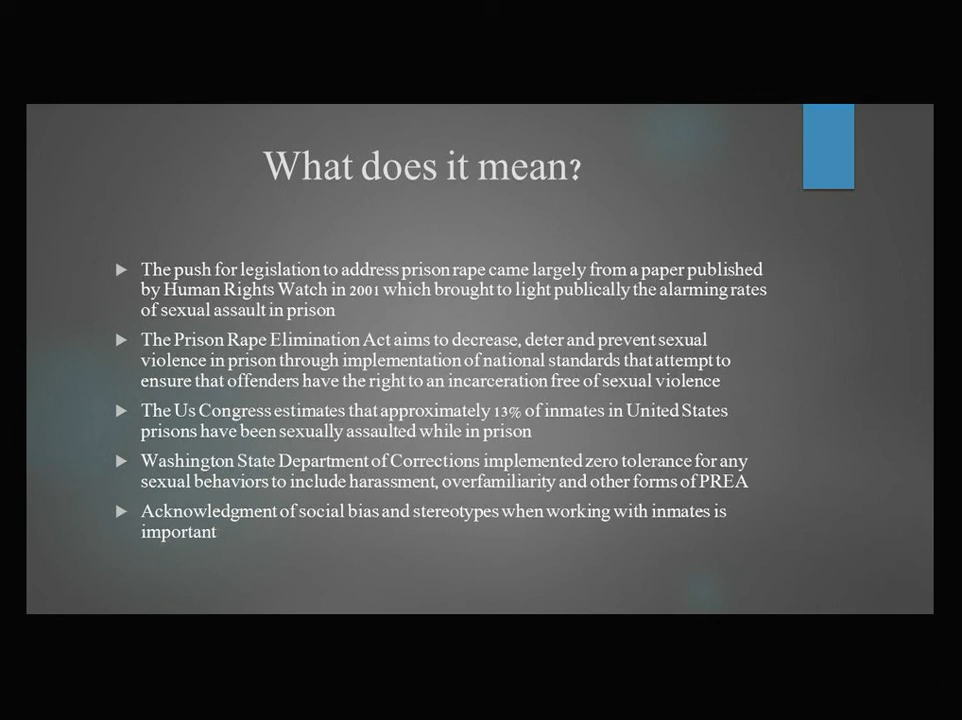 What does it mean?
The push for legislation to address prison rape came largely from a paper published
by Human Rights Watch in 2001 which brought to light publically the alarming rates
of sexual assault in prison
The Prison Rape Elimination Act aims to decrease, deter and prevent sexual
violence in prison through implementation of national standards that attempt to
ensure that offenders have the right to an incarceration free of sexual violence
The Us Congress estimates that approximately 13% of inmates in United States
prisons have been sexually assaulted while in prison
Washington State Department of Corrections implemented zero tolerance for any
sexual behaviors to include harassment, overfamiliarity and other forms of PREA
Acknowledgment of social bias and stereotypes when working with inmates is
important